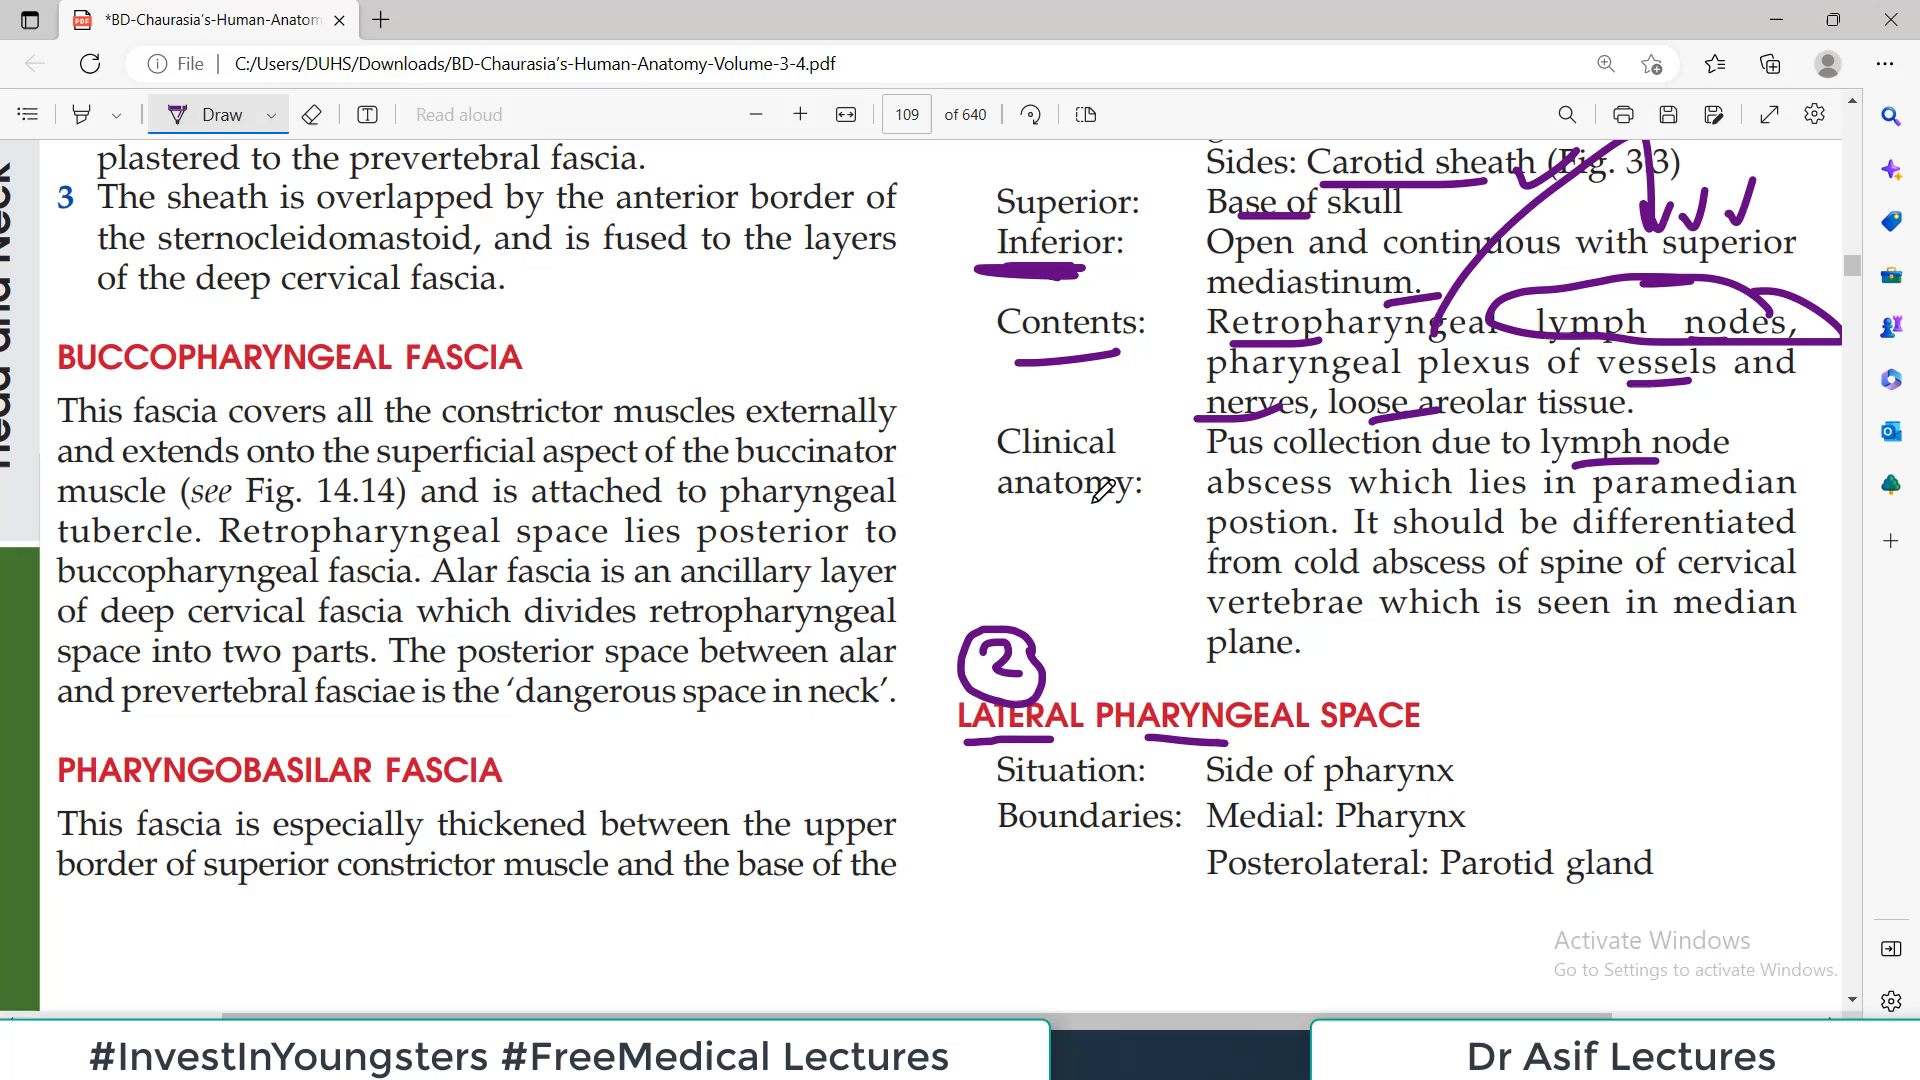 *BD-Chaurasia's-Human-Anatom
File
C:/Users/DUHS/Downloads/BD-Chaurasia's-Human-Anatomy-Volume-3-4.pdf
Draw
Read aloud
109
of 640
Head and Neck
plastered to the prevertebral fascia.
3 The sheath is overlapped by the anterior border of
the sternocleidomastoid, and is fused to the layers
of the deep cervical fascia.
BUCCOPHARYNGEAL FASCIA
This fascia covers all the constrictor muscles externally
and extends onto the superficial aspect of the buccinator
muscle (see Fig. 14.14) and is attached to pharyngeal
tubercle. Retropharyngeal space lies posterior to
buccopharyngeal fascia. Alar fascia is an ancillary layer
of deep cervical fascia which divides retropharyngeal
space into two parts. The posterior space between alar
and prevertebral fasciae is the 'dangerous space in neck'.
PHARYNGOBASILAR FASCIA
This fascia is especially thickened between the upper
border of superior constrictor muscle and the base of the
Sides: Carotid sheath (Fig. 3.3)
Superior: Base of skull
Inferior: Open and continuous with superior
mediastinum.
Contents: Retropharyngeal lymph nodes,
pharyngeal plexus of vessels and
nerves, loose areolar tissue.
Clinical Pus collection due to lymph node
anatomy: abscess which lies in paramedian
postion. It should be differentiated
from cold abscess of spine of cervical
vertebrae which is seen in median
plane.
2
LATERAL PHARYNGEAL SPACE
Situation: Side of pharynx
Boundaries: Medial: Pharynx
Posterolateral: Parotid gland
Activate Windows
Go to Settings to activate Windows.
#InvestInYoungsters #FreeMedical Lectures
Dr Asif Lectures